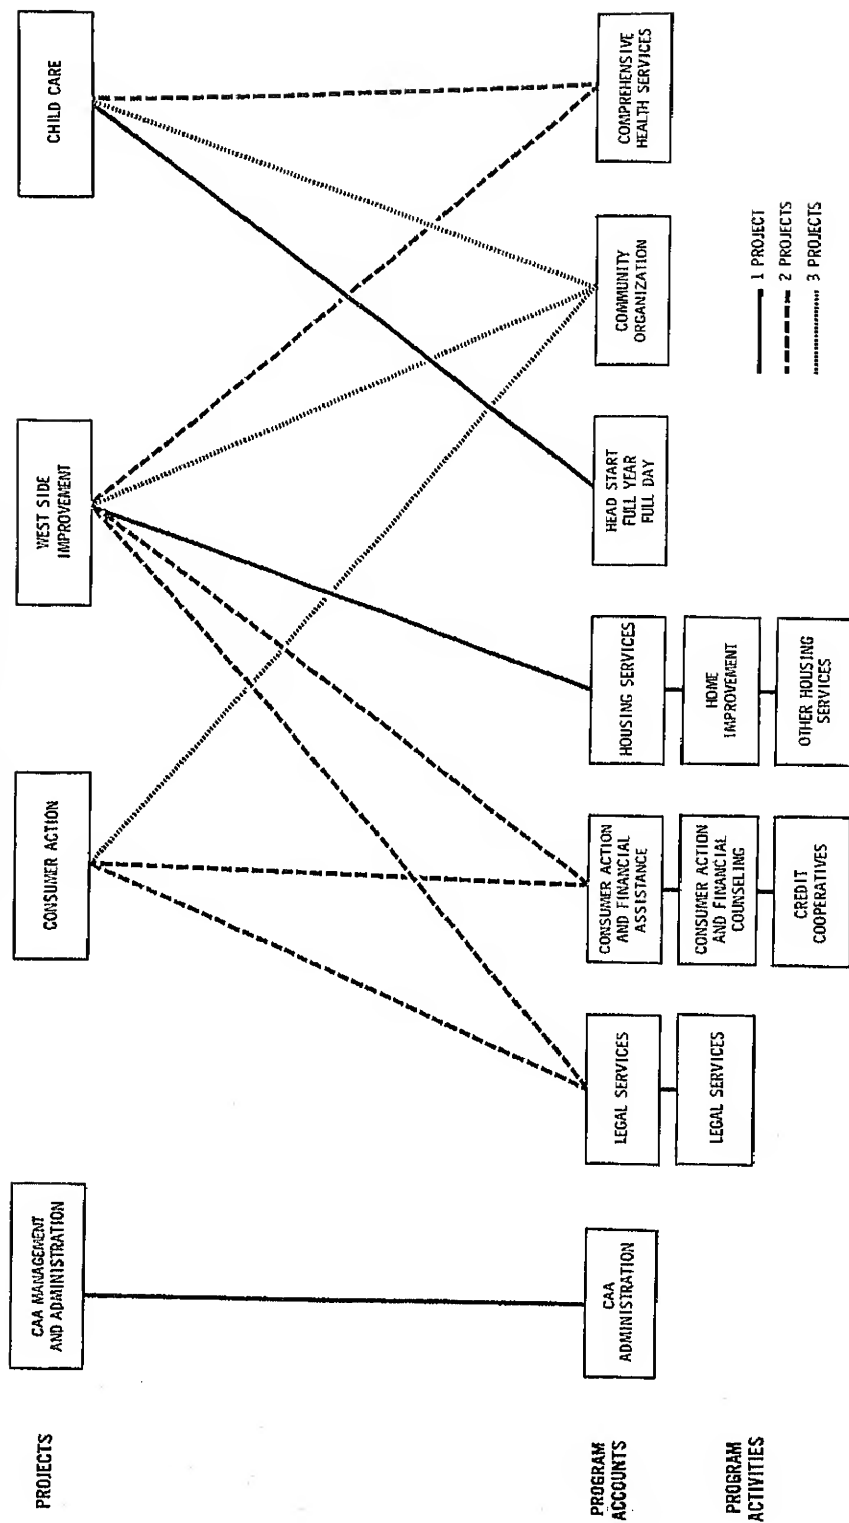 PROJECTS
CAA MANAGEMENT
AND ADMINISTRATION
CONSUMER ACTION
WEST SIDE
IMPROVEMENT
CHILD CARE
PROGRAM
ACCOUNTS
CAA
ADMINISTRATION
LEGAL SERVICES
CONSUMER ACTION
AND FINANCIAL
ASSISTANCE
HOUSING SERVICES
HEAD START
FULL YEAR
FULL DAY
COMMUNITY
ORGANIZATION
COMPREHENSIVE
HEALTH SERVICES
PROGRAM
ACTIVITIES
LEGAL SERVICES
CONSUMER ACTION
AND FINANCIAL
COUNSELING
HOME
IMPROVEMENT
CREDIT
COOPERATIVES
OTHER HOUSING
SERVICES
1 PROJECT
2 PROJECTS
3 PROJECTS